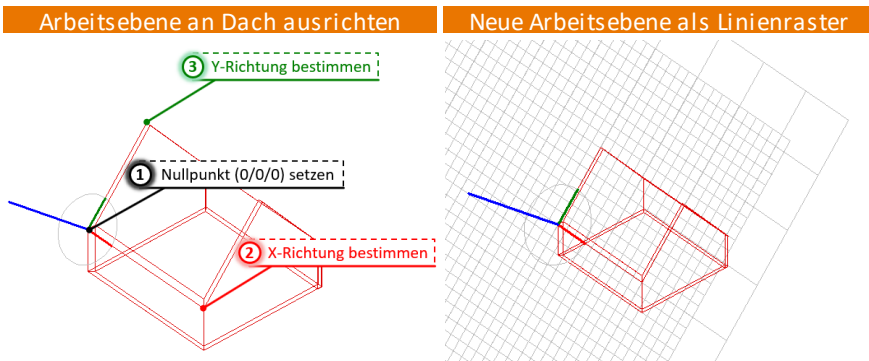 Arbeitsebene an Dach ausrichten
Neue Arbeitsebene als Linienraster
3 Y-Richtung bestimmen
1 Nullpunkt (0/0/0) setzen
2 X-Richtung bestimmen